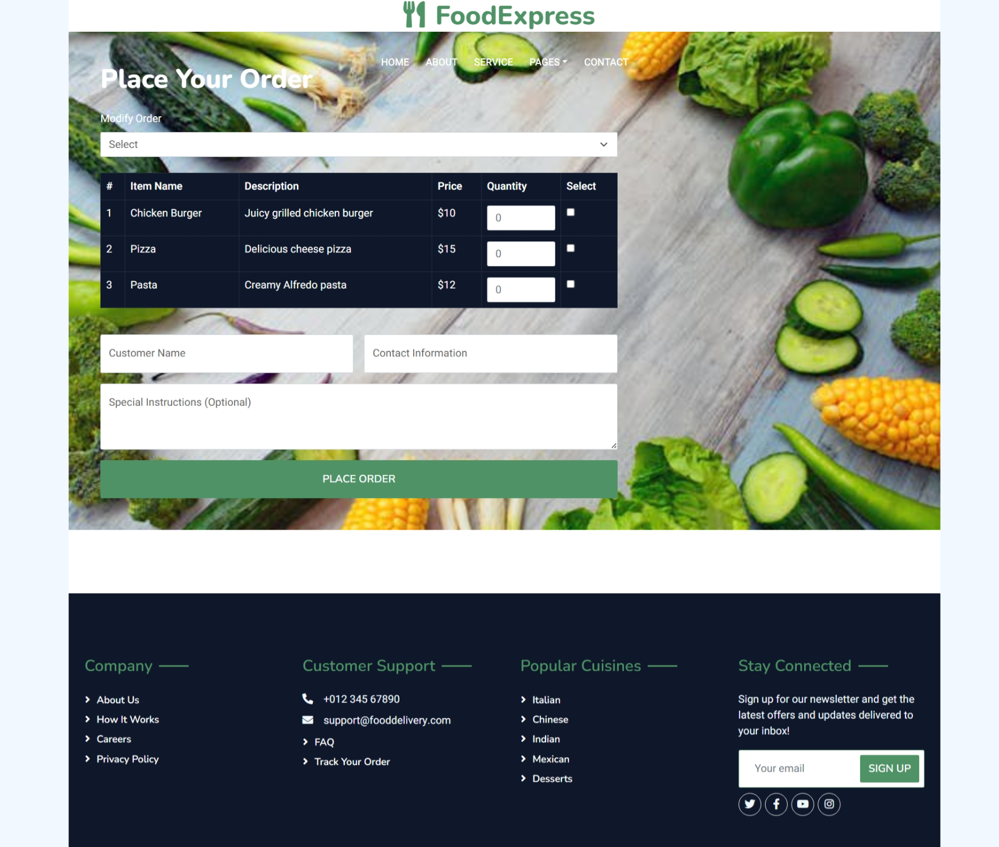 FoodExpress
HOME ABOUT SERVICE PAGES CONTACT
Place Your Order
Modify Order
Select
# Item Name Description Price Quantity Select
1 Chicken Burger Juicy grilled chicken burger $10 0
2 Pizza Delicious cheese pizza $15 0
3 Pasta Creamy Alfredo pasta $12 0
Customer Name Contact Information
Special Instructions (Optional)
PLACE ORDER
Company
About Us
How It Works
Careers
Privacy Policy
Customer Support
+012 345 67890
support@fooddelivery.com
FAQ
Track Your Order
Popular Cuisines
Italian
Chinese
Indian
Mexican
Desserts
Stay Connected
Sign up for our newsletter and get the
latest offers and updates delivered to
your inbox!
Your email SIGN UP